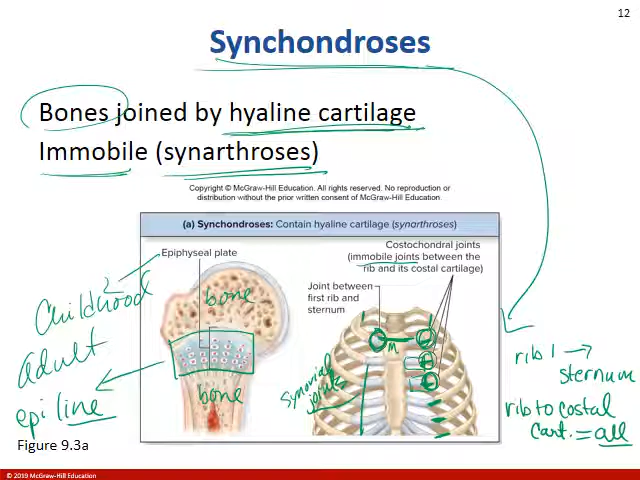 12
Synchondroses
Bones joined by hyaline cartilage
Immobile (synarthroses)
Copyright © McGraw-Hill Education. All rights reserved. No reproduction or
distribution without the prior written consent of McGraw-Hill Education.
(a) Synchondroses: Contain hyaline cartilage (synarthroses)
Epiphyseal plate
Costochondral joints
(immobile joints between the
rib and its costal cartilage)
Joint between
first rib and
sternum
bone
bone
Childhood
adult
epi line
Synovial
joints
1
1
M
rib 1 →
sternum
rib to costal
cart. = all
Figure 9.3a
© 2019 McGraw-Hill Education